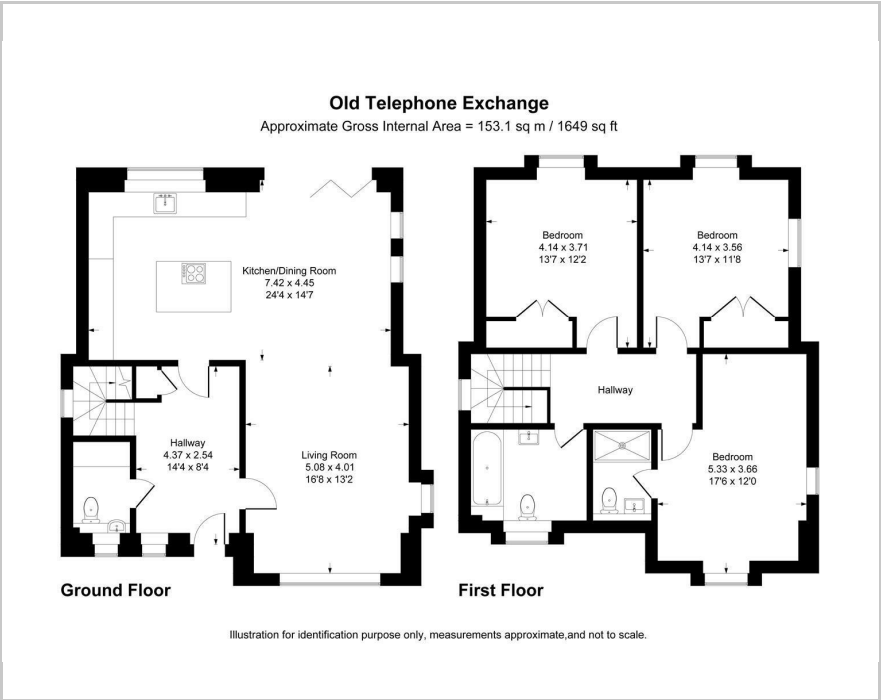 Old Telephone Exchange
Approximate Gross Internal Area = 153.1 sq m / 1649 sq ft
Kitchen/Dining Room
7.42 x 4.45
24'4 x 14'7
Hallway
4.37 x 2.54
14'4 x 8'4
Living Room
5.08 x 4.01
16'8 x 13'2
Ground Floor
Bedroom
4.14 x 3.71
13'7 x 12'2
Bedroom
4.14 x 3.56
13'7 x 11'8
Hallway
Bedroom
5.33 x 3.66
17'6 x 12'0
First Floor
Illustration for identification purpose only, measurements approximate,and not to scale.